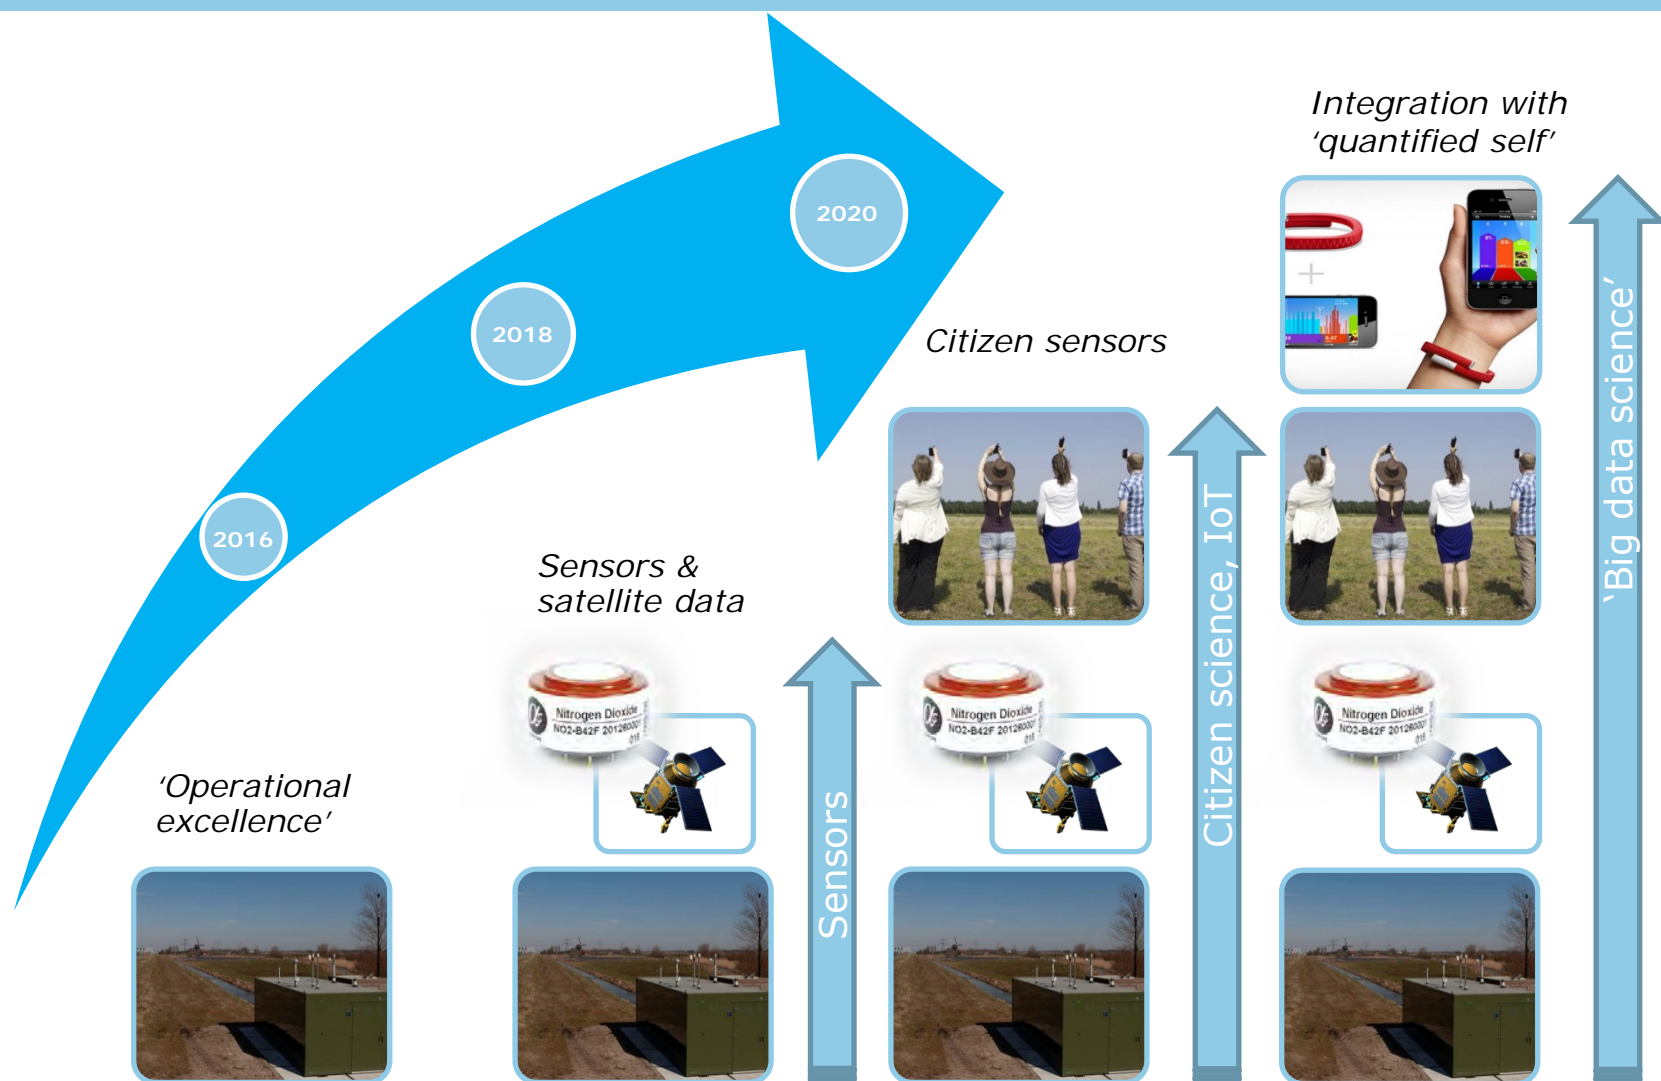 2020
2018
2016
Integration with
‘quantified self’
Citizen sensors
Sensors &
satellite data
‘Operational
excellence’
Sensors
Citizen science, IoT
‘Big data science’
Nitrogen Dioxide
NO2-B42F
Nitrogen Dioxide
NO2-B42F
Nitrogen Dioxide
NO2-B42F